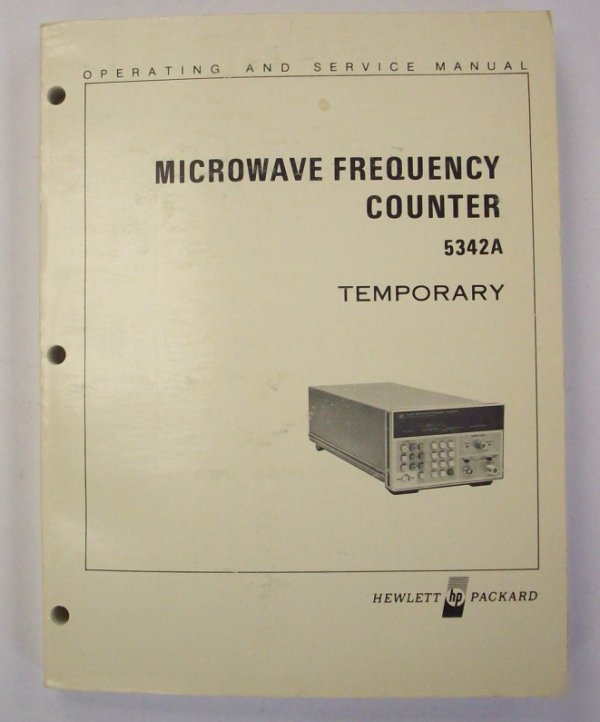 OPERATING AND SERVICE MANUAL
MICROWAVE FREQUENCY
COUNTER
5342A
TEMPORARY
HEWLETT hp PACKARD